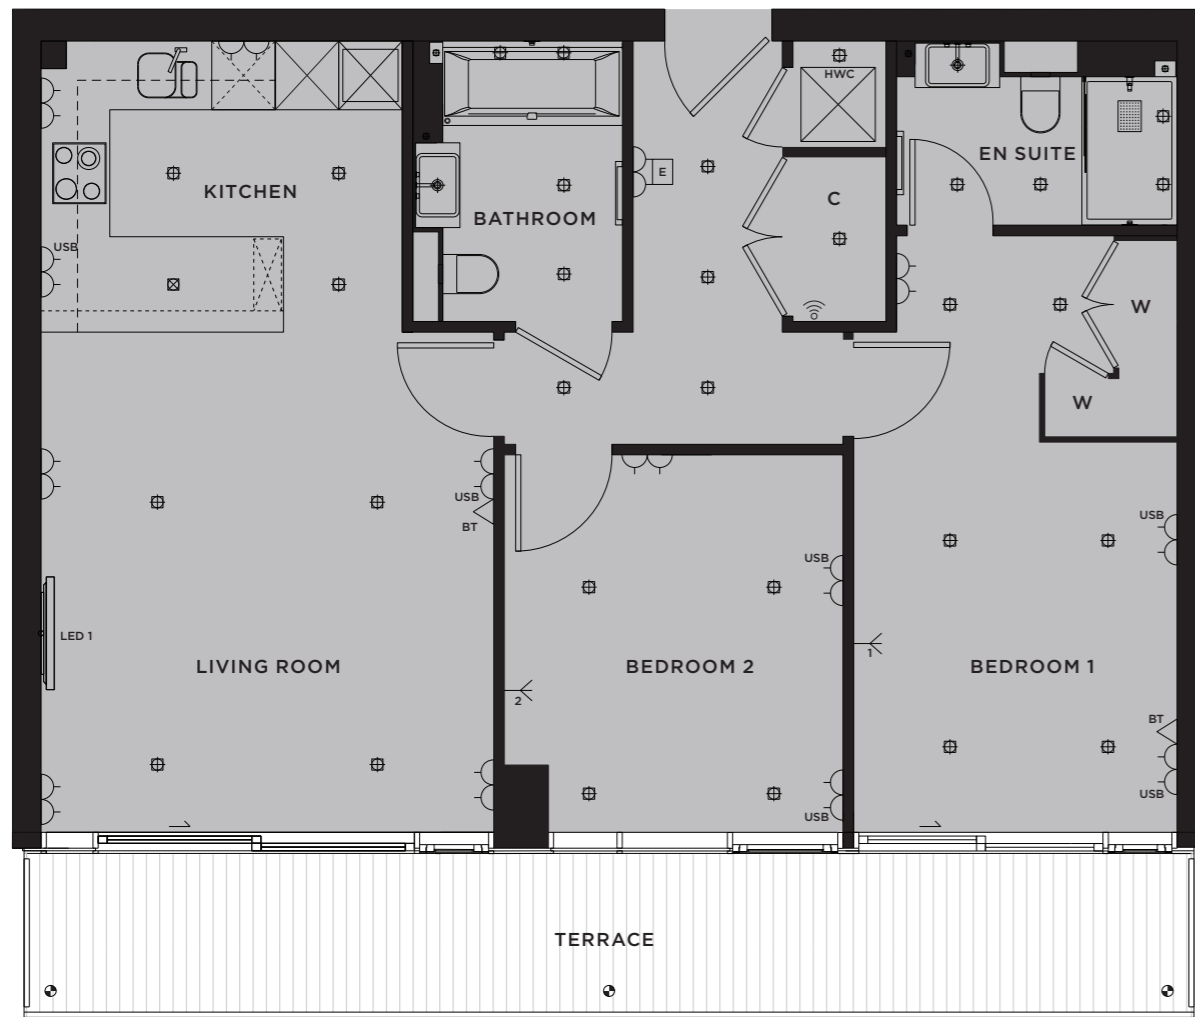 HWC
EN SUITE
E
KITCHEN
C
BATHROOM
USB
W
W
USB
BT
USB
USB
LED 1
LIVING ROOM
BEDROOM 2
1
BEDROOM 1
2
BT
USB
USB
TERRACE